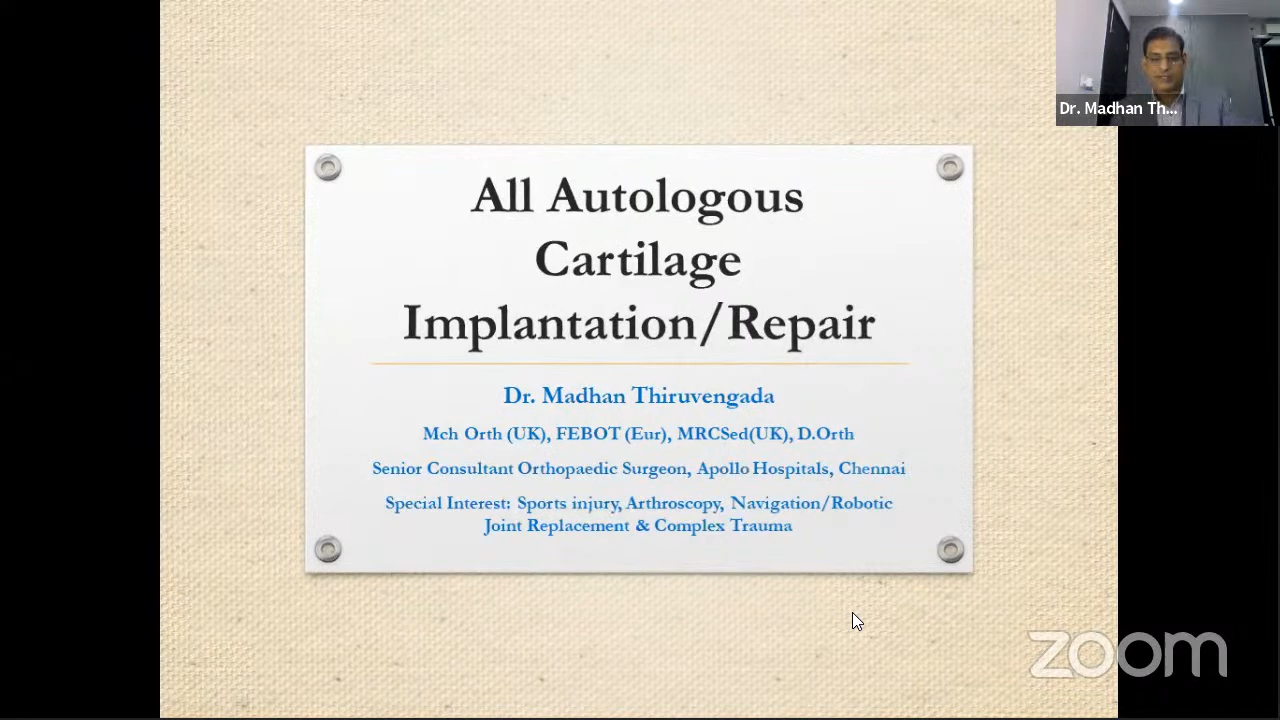 Dr. Madhan Th...
All Autologous
Cartilage
Implantation/Repair
Dr. Madhan Thiruvengada
Mch Orth (UK), FEBOT (Eur), MRCSed(UK), D.Orth
Senior Consultant Orthopaedic Surgeon, Apollo Hospitals, Chennai
Special Interest: Sports injury, Arthroscopy, Navigation/Robotic
Joint Replacement & Complex Trauma
zoom